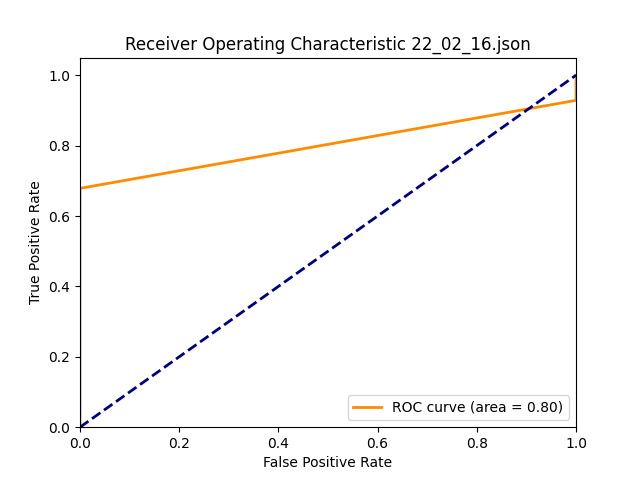 Receiver Operating Characteristic 22_02_16.json
1.0
0.8
0.6
0.4
0.2
0.0
True Positive Rate
ROC curve (area = 0.80)
0.0 0.2 0.4 0.6 0.8 1.0
False Positive Rate